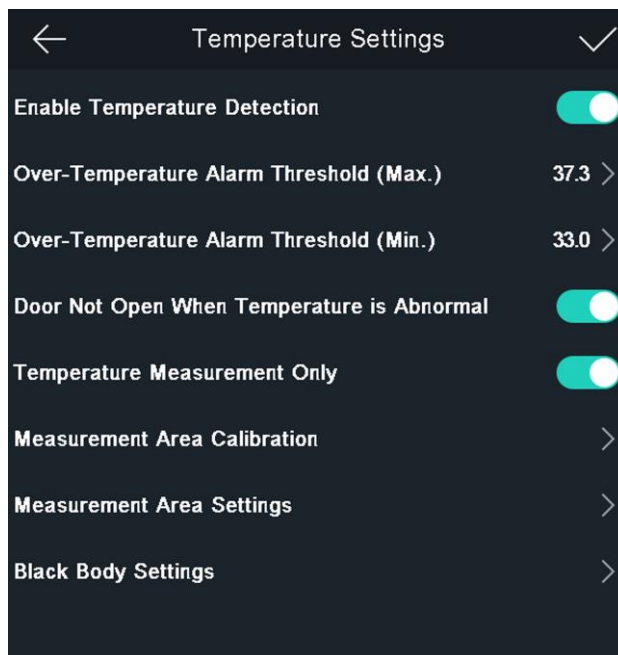 Temperature Settings
Enable Temperature Detection
Over-Temperature Alarm Threshold (Max.) 37.3
Over-Temperature Alarm Threshold (Min.) 33.0
Door Not Open When Temperature is Abnormal
Temperature Measurement Only
Measurement Area Calibration
Measurement Area Settings
Black Body Settings